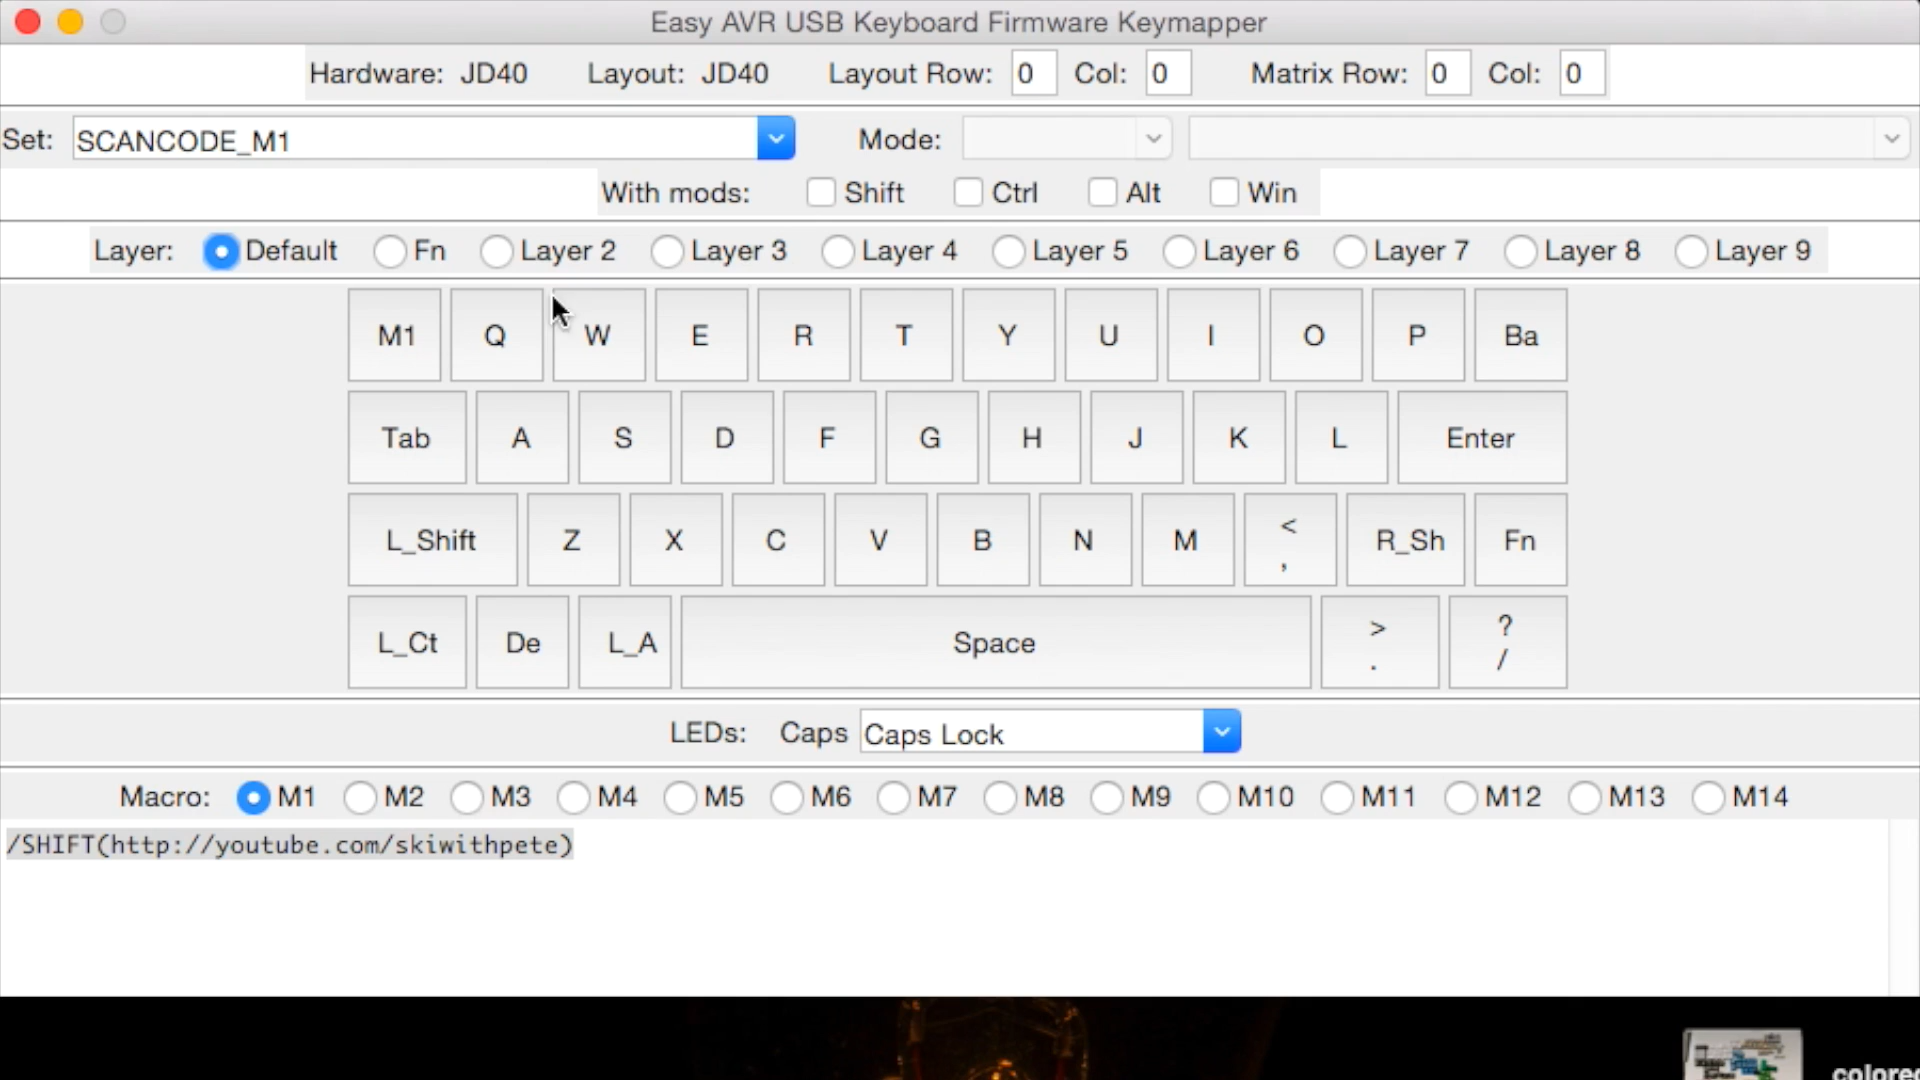 Easy AVR USB Keyboard Firmware Keymapper
Hardware: JD40 Layout: JD40 Layout Row: 0 Col: 0 Matrix Row: 0 Col: 0
Set: SCANCODE_M1 Mode:
With mods: Shift Ctrl Alt Win
Layer: Default Fn Layer 2 Layer 3 Layer 4 Layer 5 Layer 6 Layer 7 Layer 8 Layer 9
M1 Q W E R T Y U I O P Ba
Tab A S D F G H J K L Enter
L_Shift Z X C V B N M < , R_Sh Fn
L_Ct De L_A Space > . ? /
LEDs: Caps Caps Lock
Macro: M1 M2 M3 M4 M5 M6 M7 M8 M9 M10 M11 M12 M13 M14
/SHIFT(http://youtube.com/skiwithpete)